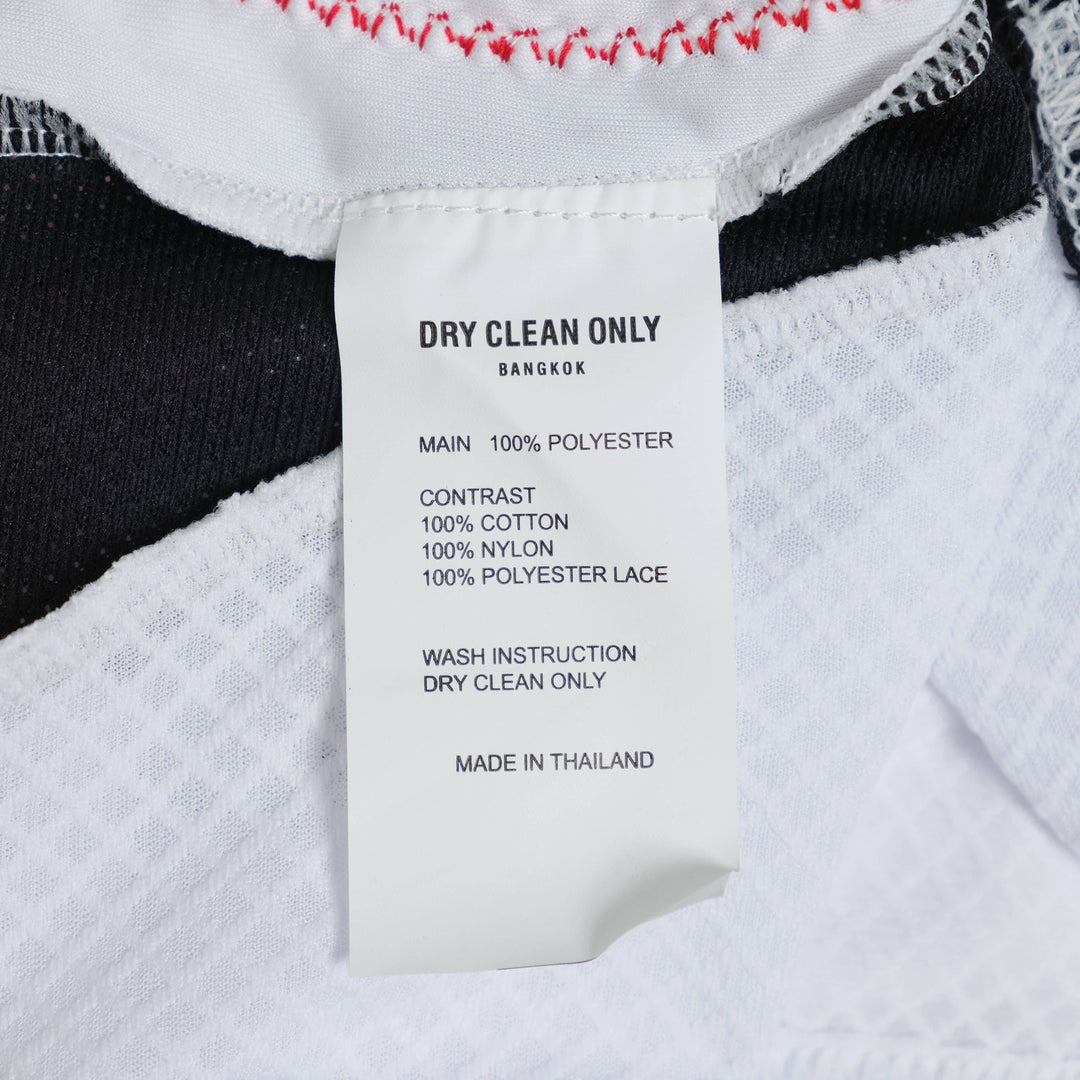 DRY CLEAN ONLY
BANGKOK
MAIN 100% POLYESTER
CONTRAST
100% COTTON
100% NYLON
100% POLYESTER LACE
WASH INSTRUCTION
DRY CLEAN ONLY
MADE IN THAILAND